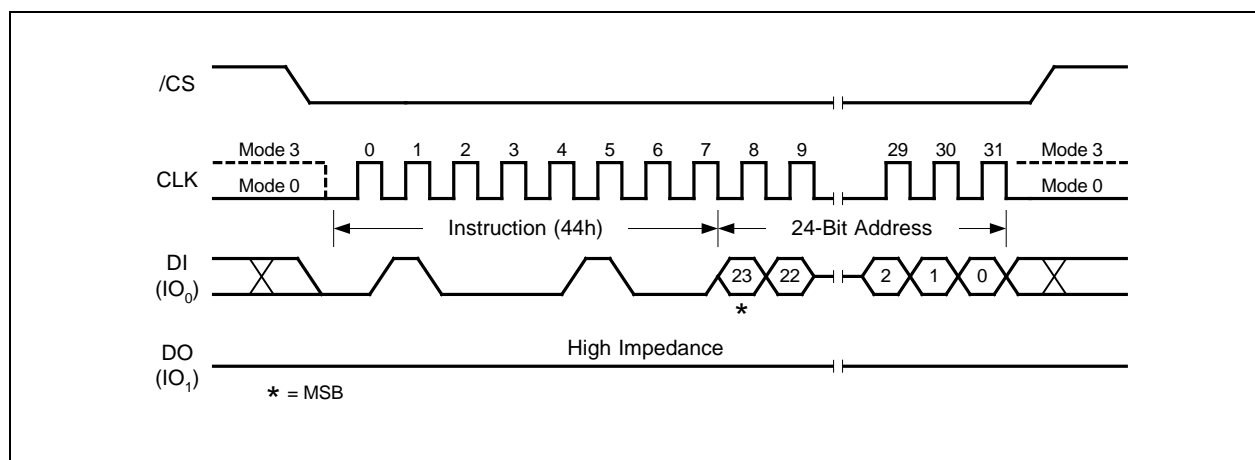 /CS
Mode 3 0 1 2 3 4 5 6 7 8 9 29 30 31 Mode 3
CLK
Mode 0 Mode 0
Instruction (44h) 24-Bit Address
DI
(IO0)
23 22 2 1 0
*
High Impedance
DO
(IO1)
* = MSB